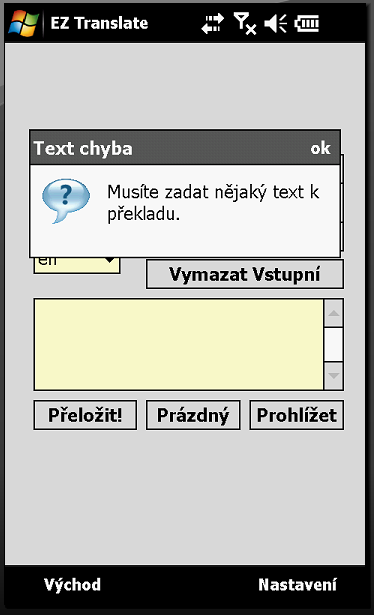 EZ Translate
Text chyba ok
Musíte zadat nějaký text k
překladu.
en
Vymazat Vstupní
Přeložit! Prázdný Prohlížet
Východ Nastavení